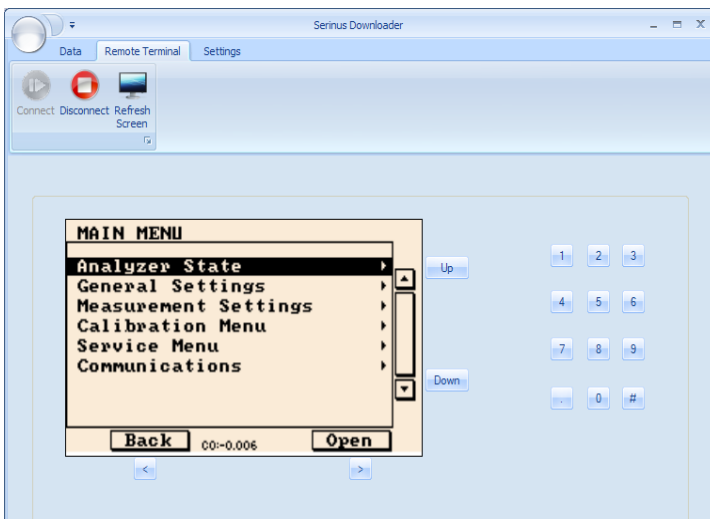 Serinus Downloader
Data Remote Terminal Settings
Connect Disconnect Refresh Screen
MAIN MENU
Analyzer State
General Settings
Measurement Settings
Calibration Menu
Service Menu
Communications
Back CO:-0.006 Open
< >
Up
Down
1 2 3
4 5 6
7 8 9
. 0 #